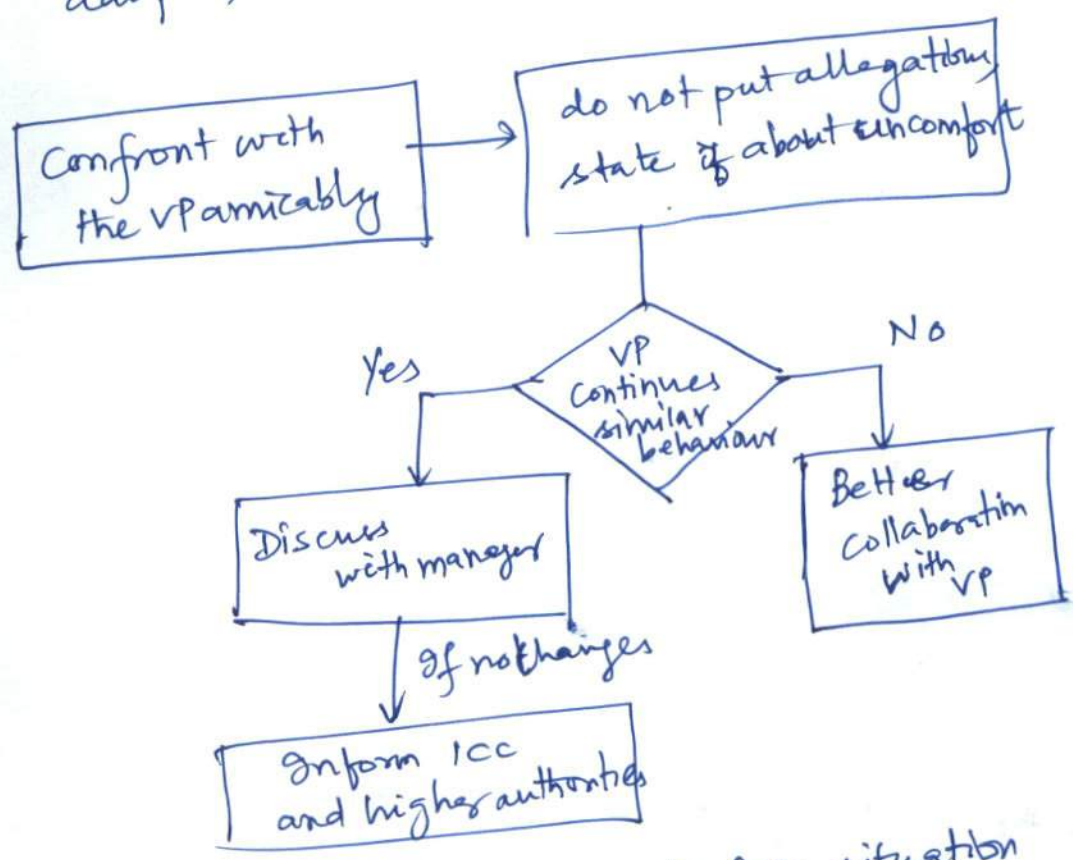 Confront with
the VP amicably
do not put allegations,
state if about uncomfort
VP
continues
similar
behaviour
Yes
No
Discuss
with manager
Better
collaboration
with VP
If no changes
Inform ICC
and higher authorities